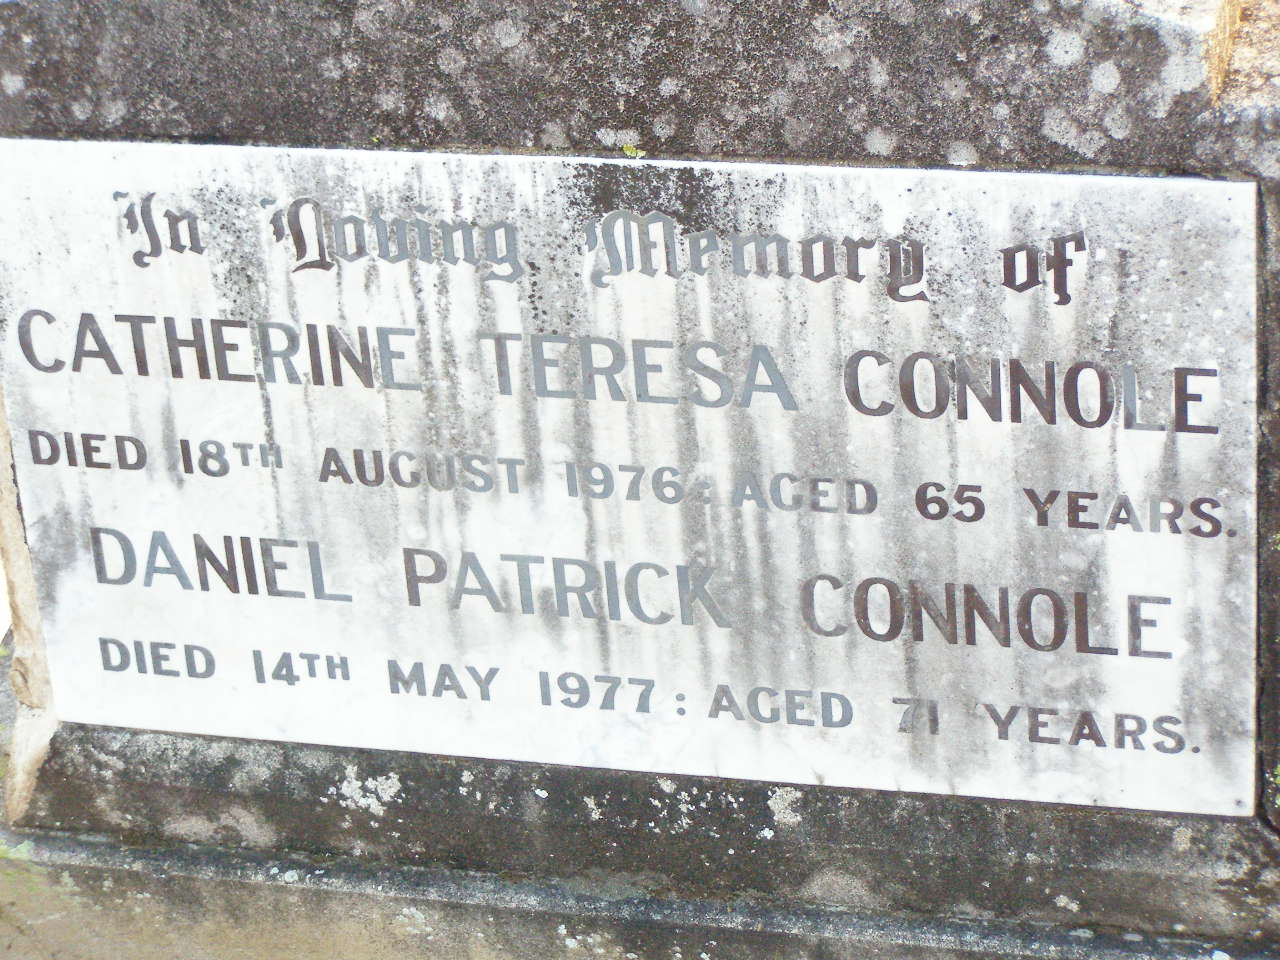 In Loving Memory of
CATHERINE TERESA CONNOLE
DIED 18TH AUGUST 1976: AGED 65 YEARS.
DANIEL PATRICK CONNOLE
DIED 14TH MAY 1977: AGED 71 YEARS.